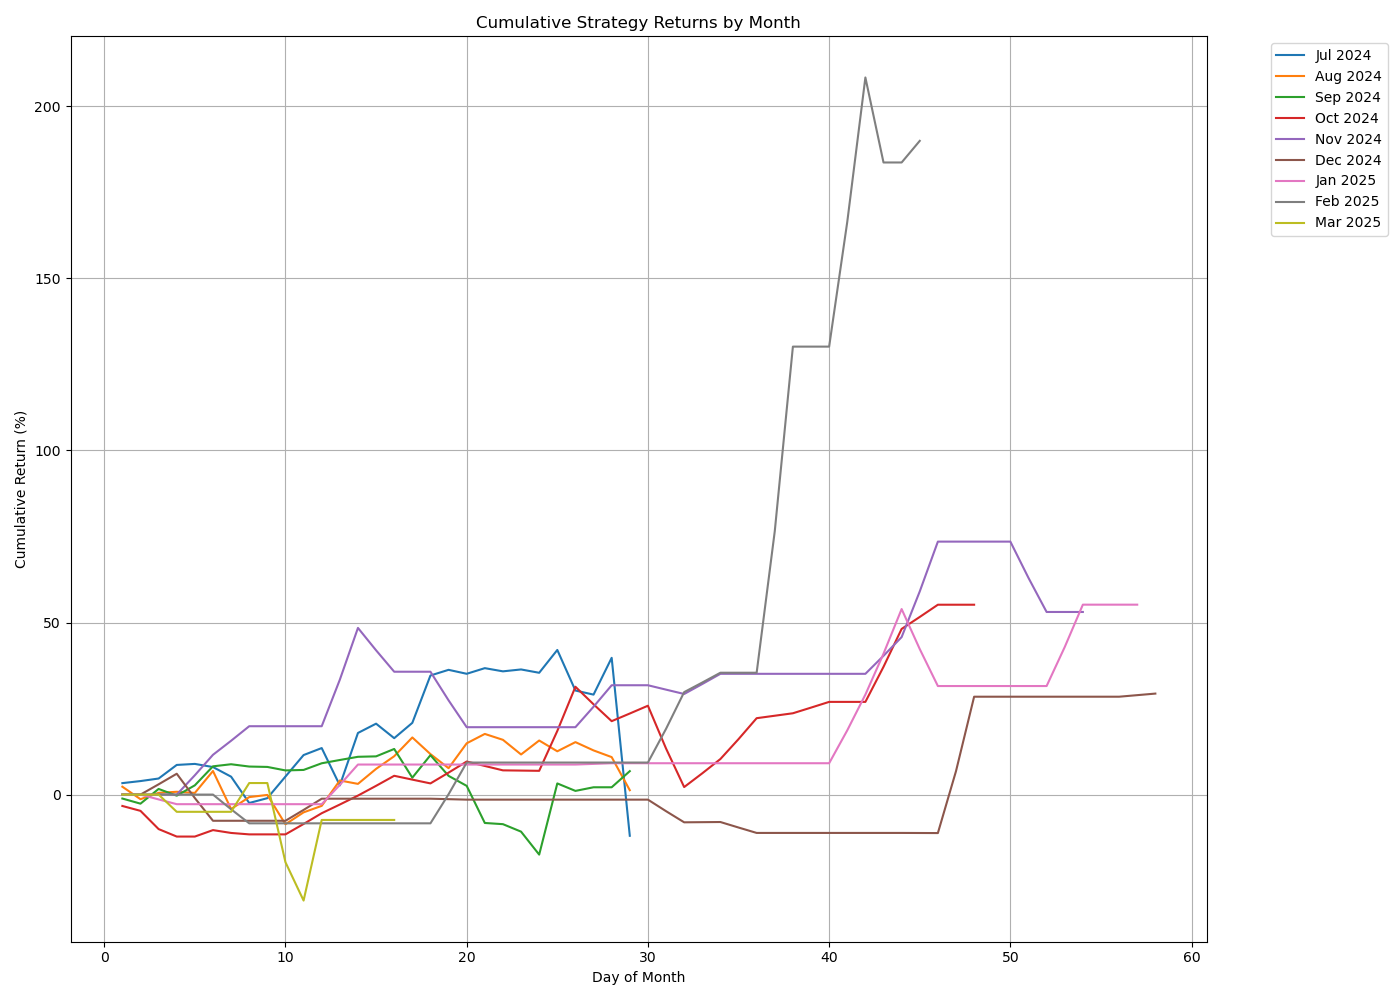 Cumulative Strategy Returns by Month
Jul 2024
Aug 2024
Sep 2024
Oct 2024
Nov 2024
Dec 2024
Jan 2025
Feb 2025
Mar 2025
Cumulative Return (%)
200
150
100
50
0
0 10 20 30 40 50 60
Day of Month